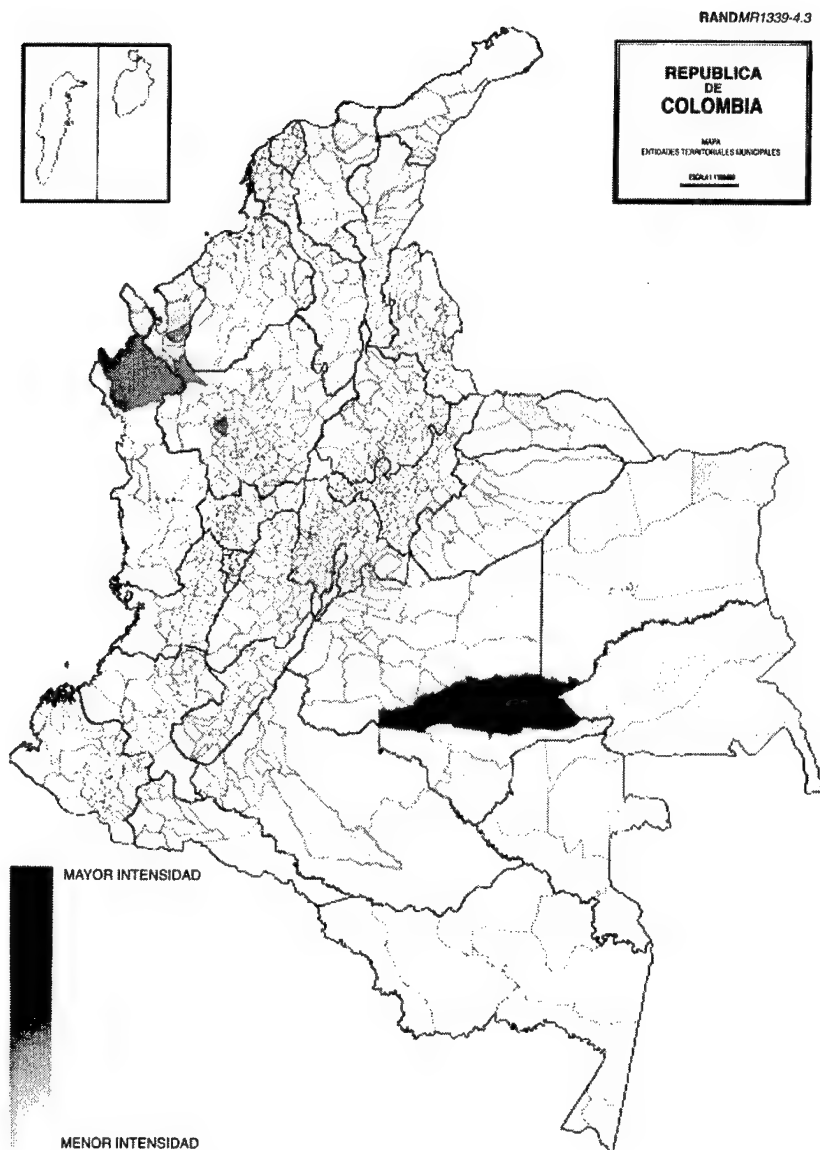 RANDMR1339-4.3
REPUBLICA
DE
COLOMBIA
MAPA
ENTIDADES TERRITORIALES MUNICIPALES
MAYOR INTENSIDAD
MENOR INTENSIDAD